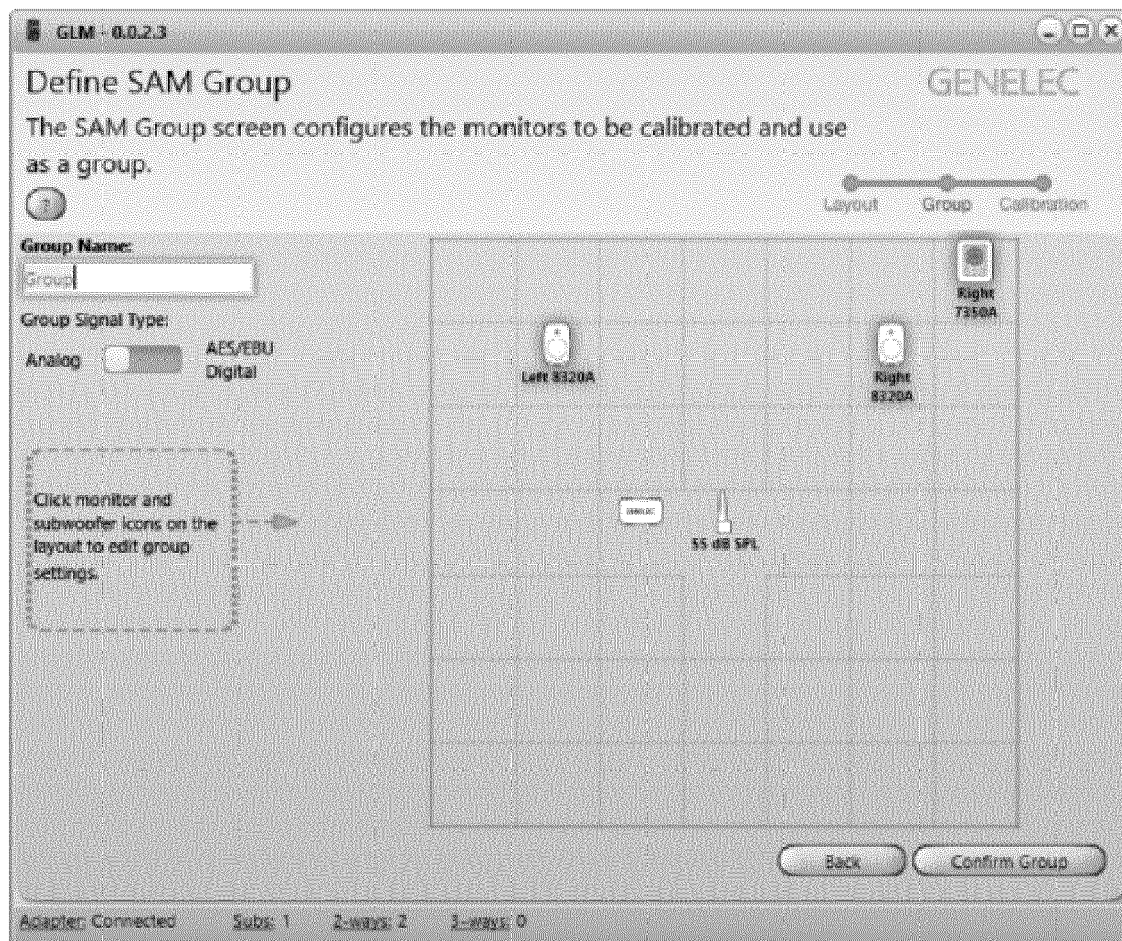 GLM - 0.0.2.3
Define SAM Group
GENELEC
The SAM Group screen configures the monitors to be calibrated and use
as a group.
?
Layout Group Calibration
Group Name:
Group
Group Signal Type:
Analog
AES/EBU
Digital
Right
7350A
Left 8320A
Right
8320A
Click monitor and
subwoofer icons on the
layout to edit group
settings.
GENELEC
55 dB SPL
Back
Confirm Group
Adapter: Connected Subs: 1 2-ways: 2 3-ways: 0